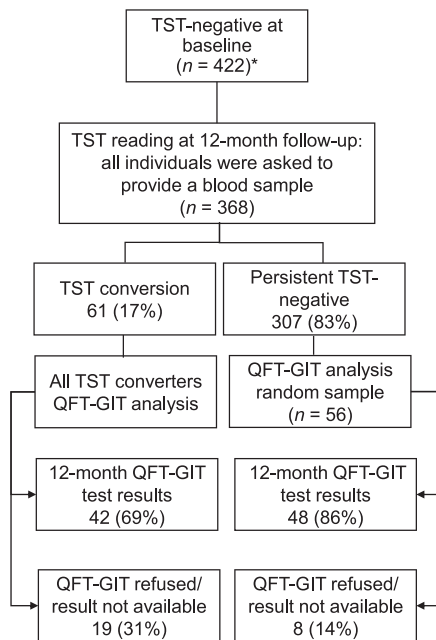 TST-negative at
baseline
(n = 422)*
TST reading at 12-month follow-up:
all individuals were asked to
provide a blood sample
(n = 368)
TST conversion
61 (17%)
Persistent TST-
negative
307 (83%)
All TST converters
QFT-GIT analysis
QFT-GIT analysis
random sample
(n = 56)
12-month QFT-GIT
test results
42 (69%)
12-month QFT-GIT
test results
48 (86%)
QFT-GIT refused/
result not available
19 (31%)
QFT-GIT refused/
result not available
8 (14%)